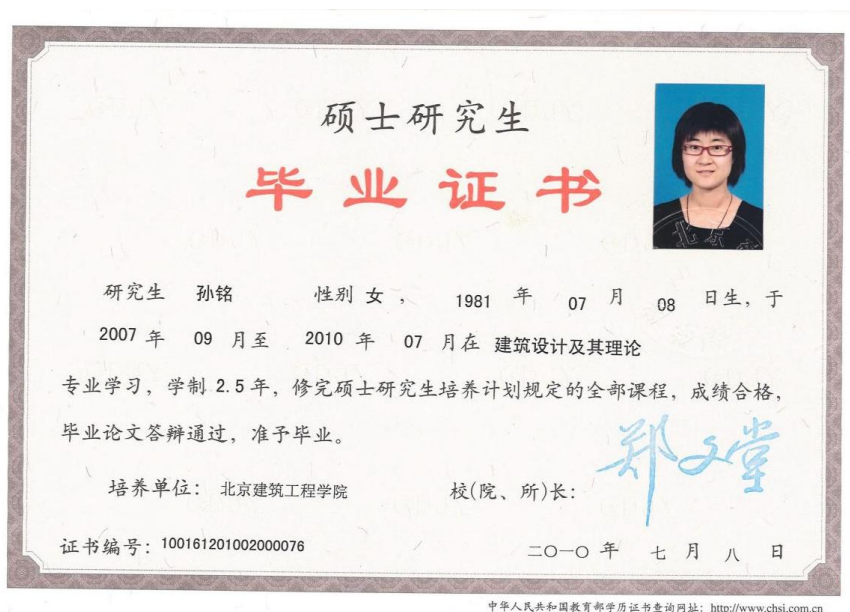 硕士研究生
毕业证书
研究生 孙铭 性别 女 , 1981 年 07 月 08 日生, 于
2007 年 09 月至 2010 年 07 月在 建筑设计及其理论
专业学习, 学制 2.5 年, 修完硕士研究生培养计划规定的全部课程, 成绩合格,
毕业论文答辩通过, 准予毕业。
培养单位: 北京建筑工程学院 校(院、所)长: 郑文堂
证书编号: 100161201002000076 二○一○ 年 七 月 八 日
中华人民共和国教育部学历证书查询网址: http://www.chsi.com.cn